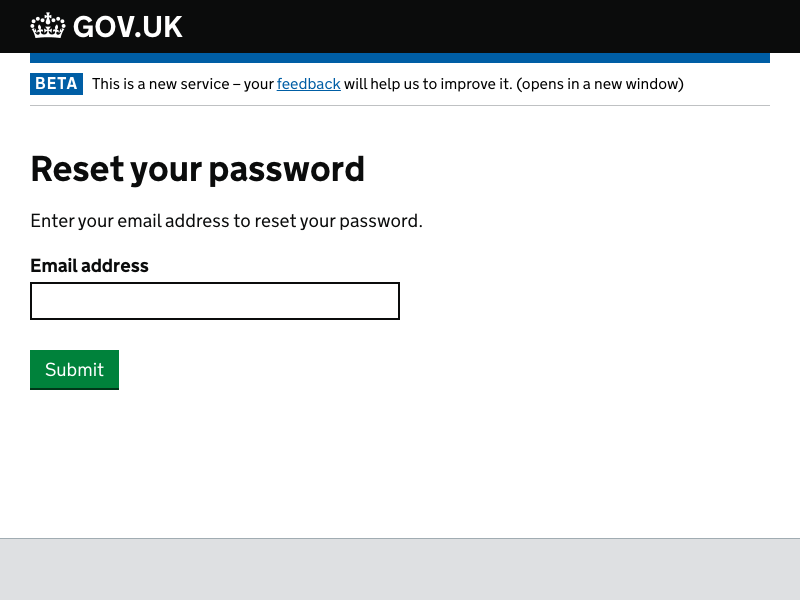 GOV.UK
BETA This is a new service – your feedback will help us to improve it. (opens in a new window)
Reset your password
Enter your email address to reset your password.
Email address
Submit